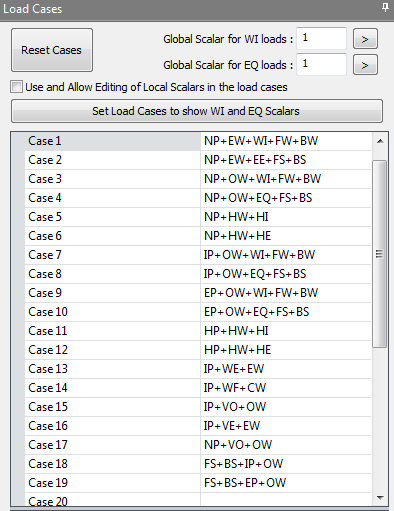 Load Cases
Reset Cases
Global Scalar for WI loads : 1 >
Global Scalar for EQ loads : 1 >
Use and Allow Editing of Local Scalars in the load cases
Set Load Cases to show WI and EQ Scalars
Case 1 NP+EW+WI+FW+BW
Case 2 NP+EW+EE+FS+BS
Case 3 NP+OW+WI+FW+BW
Case 4 NP+OW+EQ+FS+BS
Case 5 NP+HW+HI
Case 6 NP+HW+HE
Case 7 IP+OW+WI+FW+BW
Case 8 IP+OW+EQ+FS+BS
Case 9 EP+OW+WI+FW+BW
Case 10 EP+OW+EQ+FS+BS
Case 11 HP+HW+HI
Case 12 HP+HW+HE
Case 13 IP+WE+EW
Case 14 IP+WF+CW
Case 15 IP+VO+OW
Case 16 IP+VE+EW
Case 17 NP+VO+OW
Case 18 FS+BS+IP+OW
Case 19 FS+BS+EP+OW
Case 20